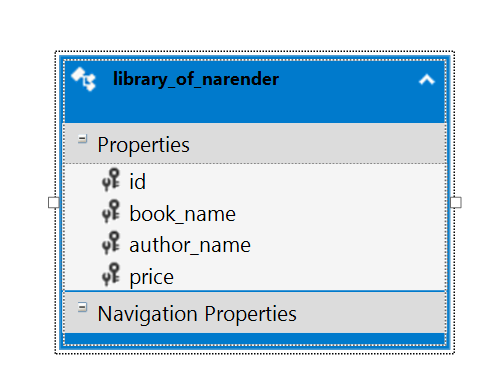 library_of_narender
Properties
id
book_name
author_name
price
Navigation Properties